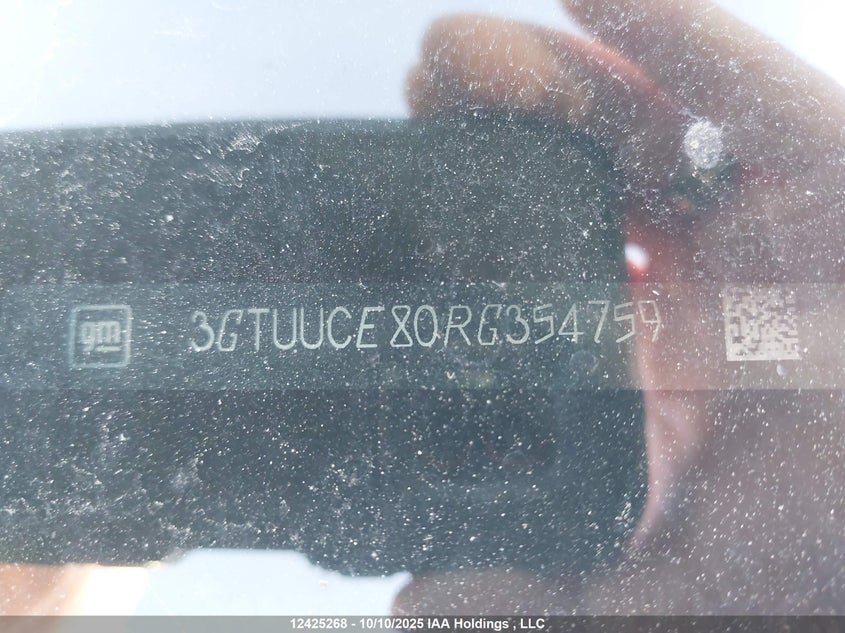 gm 3GTUUCE80RG354759
12425268 - 10/10/2025 IAA Holdings , LLC